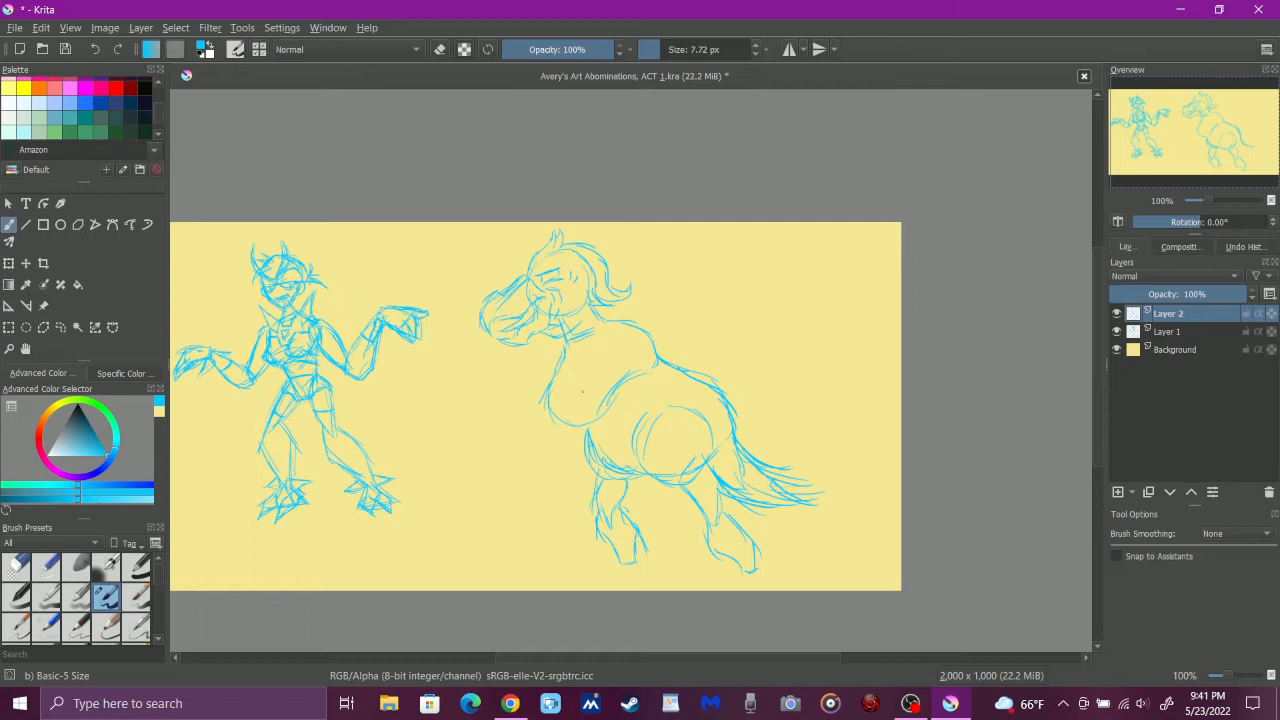 * - Krita
File Edit View Image Layer Select Filter Tools Settings Window Help
Normal Opacity: 100% Size: 7.72 px
Palette
Avery's Art Abominations, ACT 1.kra (22.2 MiB) *
Overview
Amazon
Default
100%
Rotation: 0.00°
Lay... Compositi... Undo Hist...
Layers
Normal
Opacity: 100%
Layer 2
Layer 1
Background
Advanced Color ... Specific Color ...
Advanced Color Selector
Tool Options
Brush Smoothing: None
Snap to Assistants
Brush Presets
All Tag
Search
b) Basic-5 Size RGB/Alpha (8-bit integer/channel) sRGB-elle-V2-srgbtrc.icc 2,000 x 1,000 (22.2 MiB) 100%
Type here to search 66°F 9:41 PM
5/23/2022